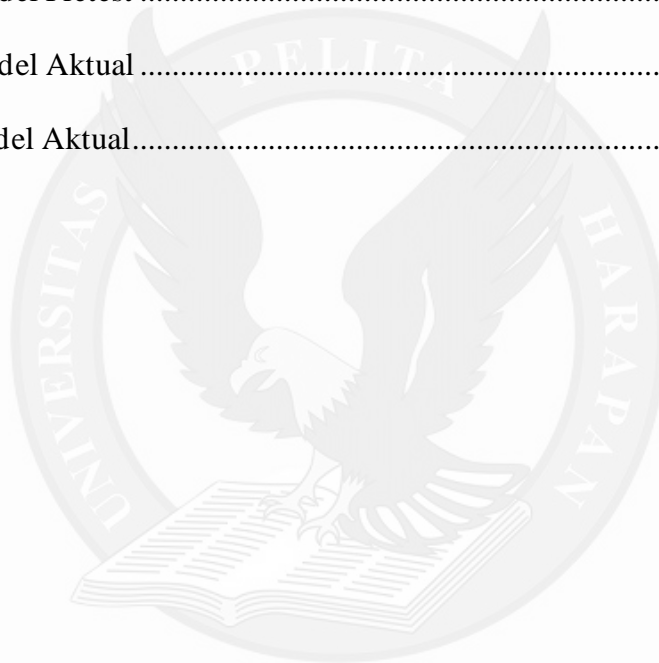 del Pretest ........................................................................
del Aktual ........................................................................
del Aktual........................................................................
UNIVERSITAS PELITA HARAPAN